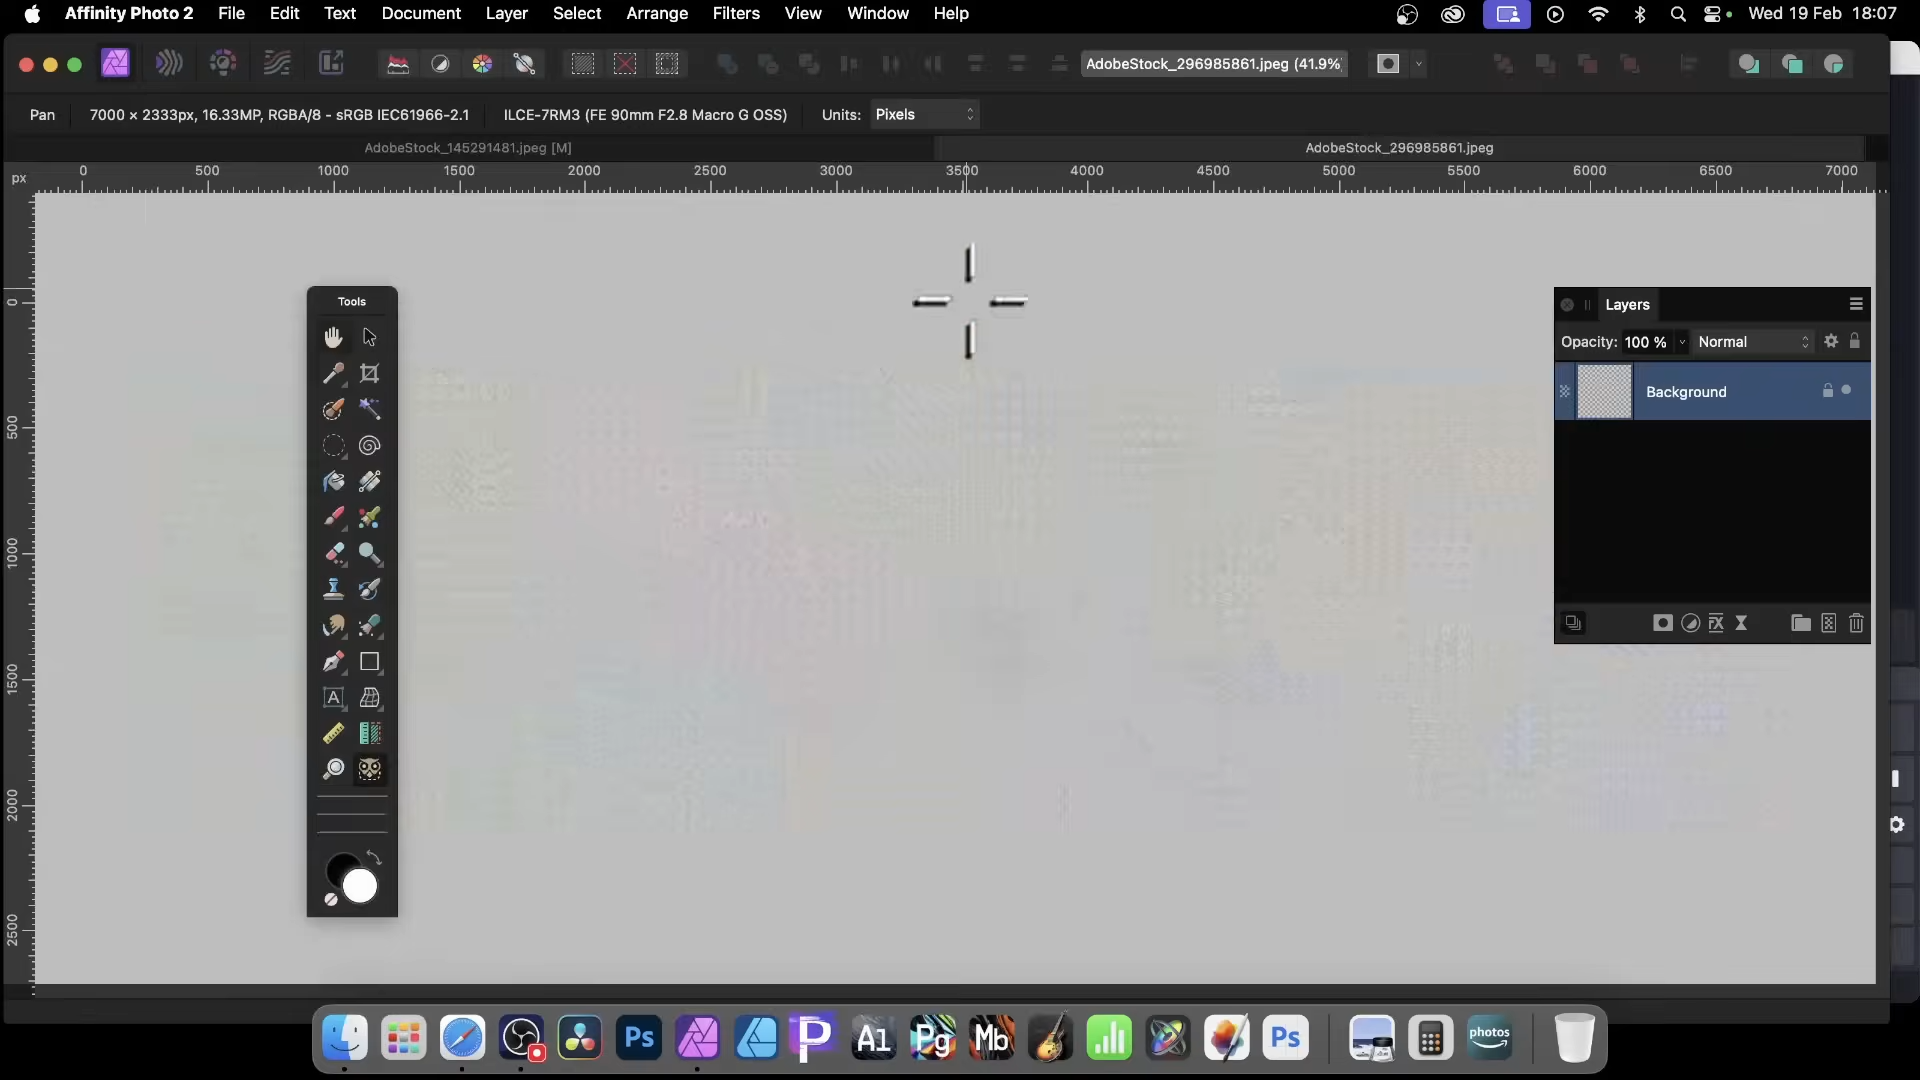 Affinity Photo 2 File Edit Text Document Layer Select Arrange Filters View Window Help Wed 19 Feb 18:07
AdobeStock_296985861.jpeg (41.9%
Pan 7000 × 2333px, 16.33MP, RGBA/8 - sRGB IEC61966-2.1 ILCE-7RM3 (FE 90mm F2.8 Macro G OSS) Units: Pixels
AdobeStock_145291481.jpeg [M] AdobeStock_296985861.jpeg
px 0 500 1000 1500 2000 2500 3000 3500 4000 4500 5000 5500 6000 6500 7000
0
500
1000
1500
2000
2500
Tools
A
Layers
Opacity: 100 % Normal
Background
Ps P Al Pg Mb Ps photos